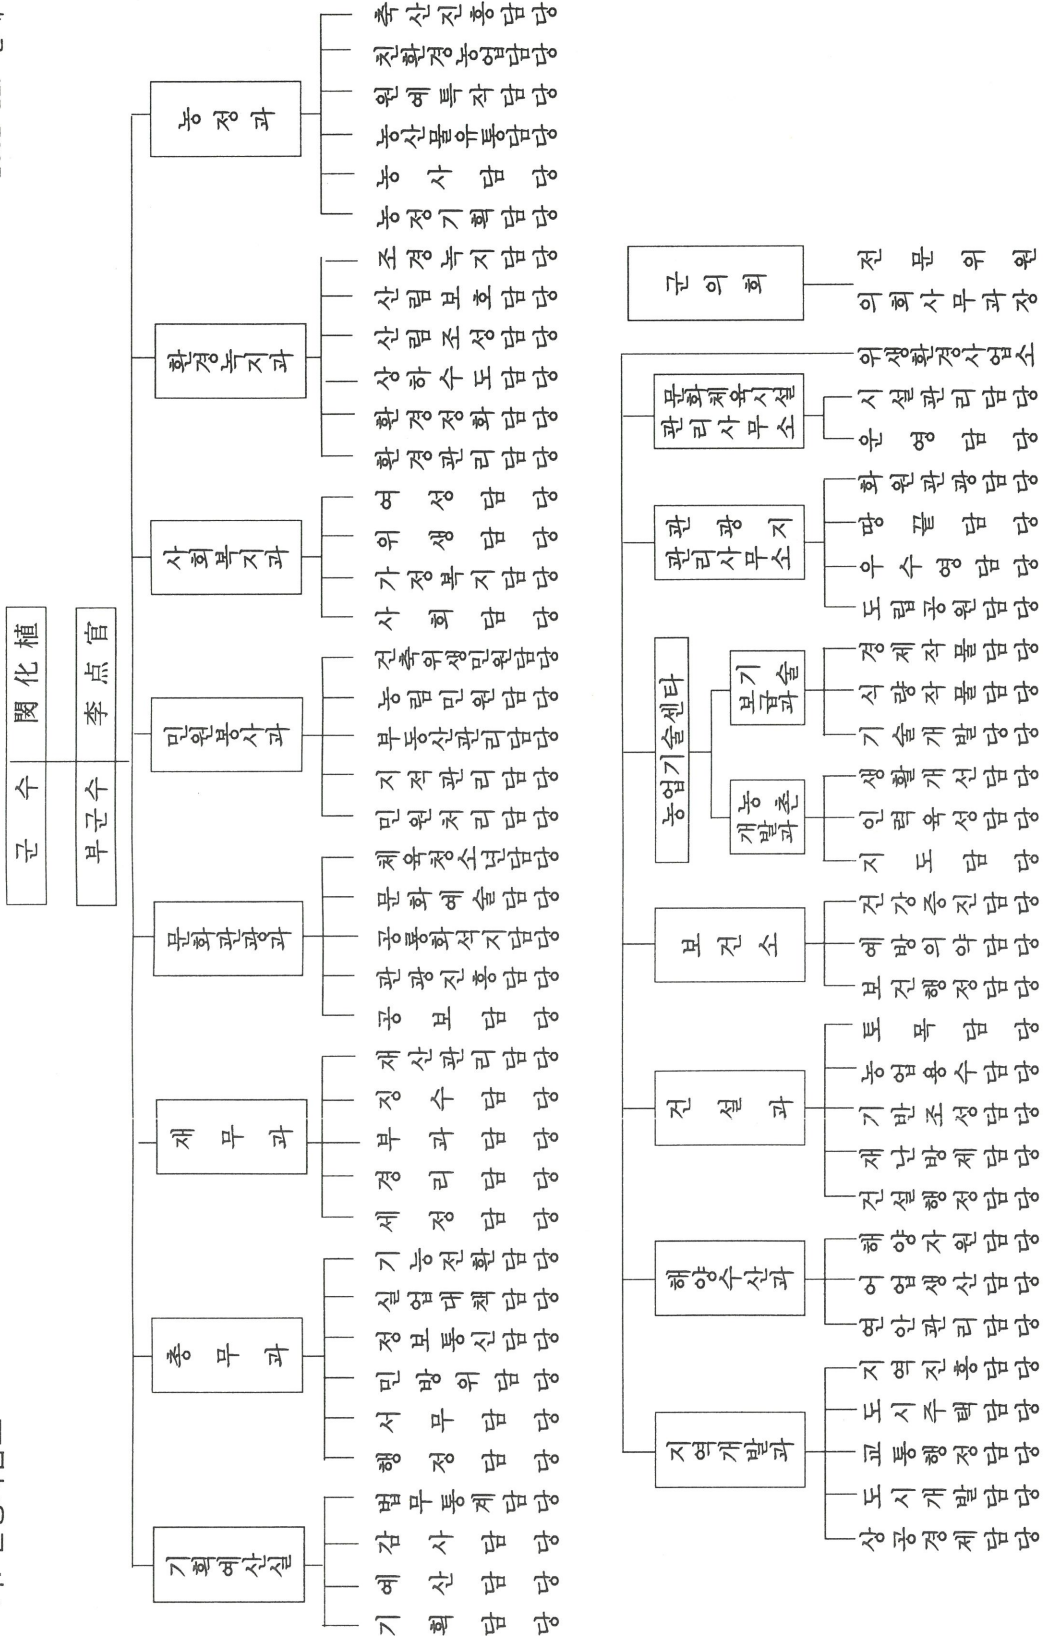 군 수 閔化植
부군수 李点官
기획예산실
기획담당
예산담당
감사담당
법무통계담당
총무과
행정담당
서무담당
민방위담당
정보통신담당
실업대책담당
기능전환담당
재무과
세정담당
경리담당
부과담당
징수담당
재산관리담당
문화관광과
공보담당
관광진흥담당
공룡화석지담당
문화예술담당
체육청소년담당
민원봉사과
민원처리담당
지적관리담당
부동산관리담당
농림민원담당
건축위생민원담당
사회복지과
사회담당
가정복지담당
위생담당
여성담당
환경녹지과
환경관리담당
환경정화담당
상하수도담당
산림조성담당
산림보호담당
조경녹지담당
농정과
농정기획담당
농사담당
농산물유통담당
원예특작담당
친환경농업담당
축산진흥담당
지역개발과
상공경제담당
도시개발담당
교통행정담당
도시주택담당
지역진흥담당
해양수산과
연안관리담당
어업생산담당
해양자원담당
건설과
건설행정담당
재난방제담당
기반조성담당
농업용수담당
토목담당
보건소
보건행정담당
예방의약담당
건강증진담당
농업기술센타
농촌
개발과
지도담당
인력육성담당
생활개선담당
기술
보급과
기술개발당당
식량작물담당
경제작물담당
관광지
관리사무소
도립공원담당
우수영담당
땅끝담당
화원관광담당
문화체육시설
관리사무소
운영담당
시설관리담당
위생환경사업소
군의회
의회사무과장
전문위원